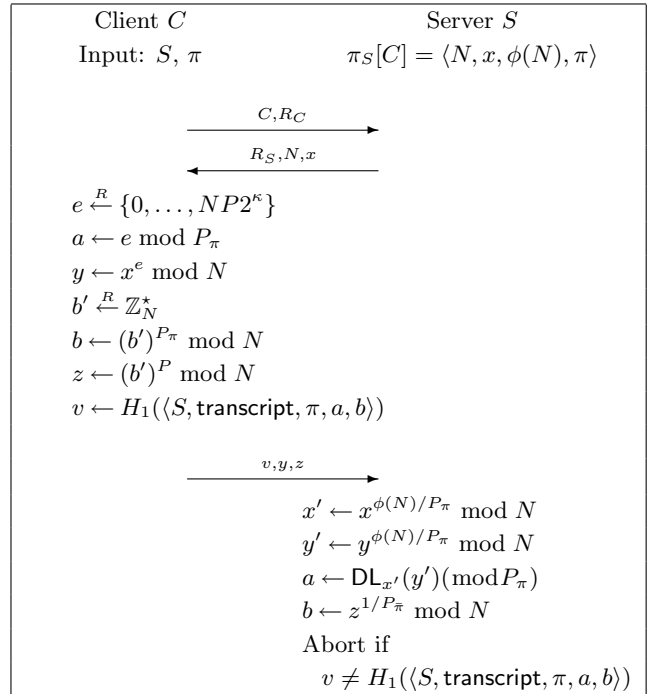 Client C Server S
Input: S, π π_S[C] = ⟨N, x, ϕ(N), π⟩
C,R_C
R_S,N,x
e ←^R {0, . . . , NP2^κ}
a ← e mod P_π
y ← x^e mod N
b′ ←^R ℤ_N^⋆
b ← (b′)^{P_π} mod N
z ← (b′)^P mod N
v ← H_1(⟨S, transcript, π, a, b⟩)
v,y,z
x′ ← x^{ϕ(N)/P_π} mod N
y′ ← y^{ϕ(N)/P_π} mod N
a ← DL_{x′}(y′)(mod P_π)
b ← z^{1/P_π̄} mod N
Abort if
v ≠ H_1(⟨S, transcript, π, a, b⟩)